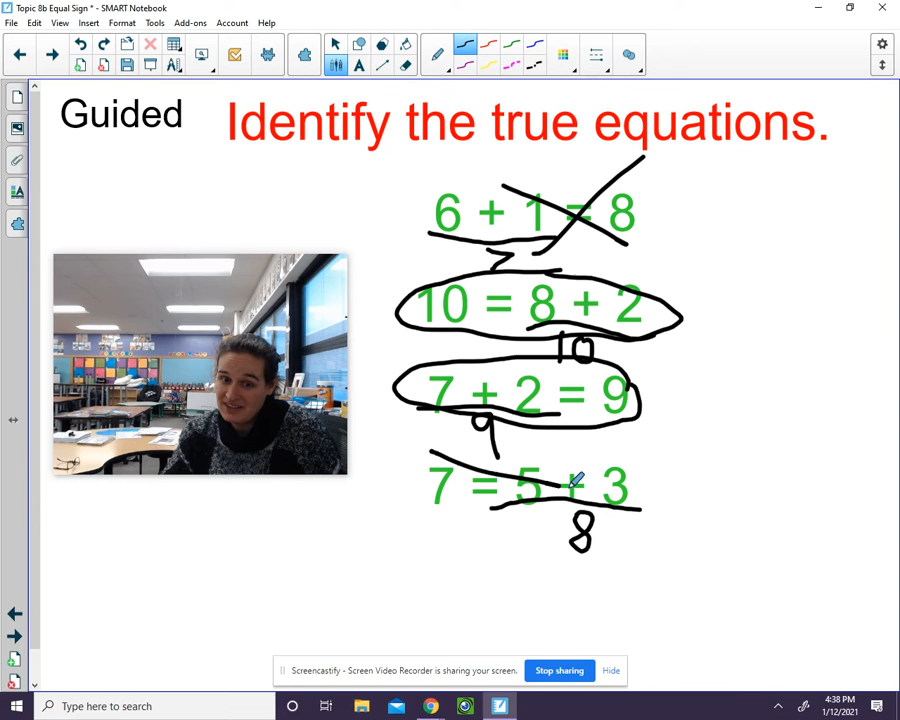 Topic 8b Equal Sign * - SMART Notebook
File Edit View Insert Format Tools Add-ons Account Help
Guided
Identify the true equations.
6 + 1 = 8
7
10 = 8 + 2
10
7 + 2 = 9
9
7 = 5 + 3
8
Screencastify - Screen Video Recorder is sharing your screen. Stop sharing Hide
Type here to search
4:38 PM
1/12/2021